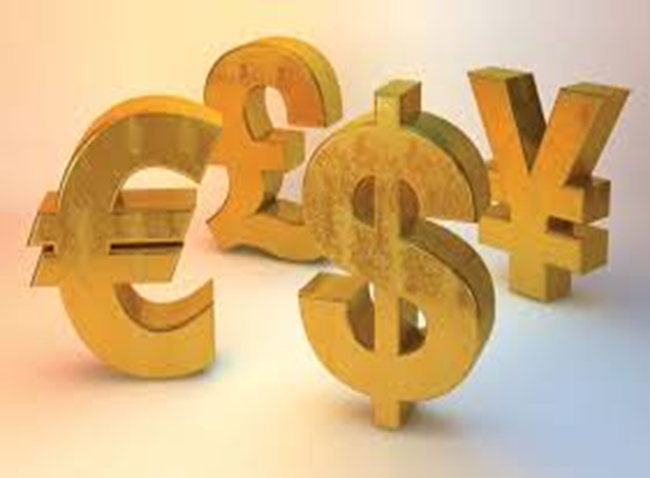 € £ $ ¥